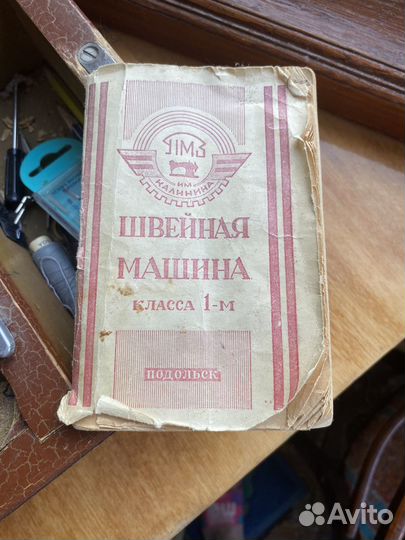 ПМЗ
ИМ.
КАЛИНИНА
ШВЕЙНАЯ
МАШИНА
КЛАССА 1-М
ПОДОЛЬСК
Avito